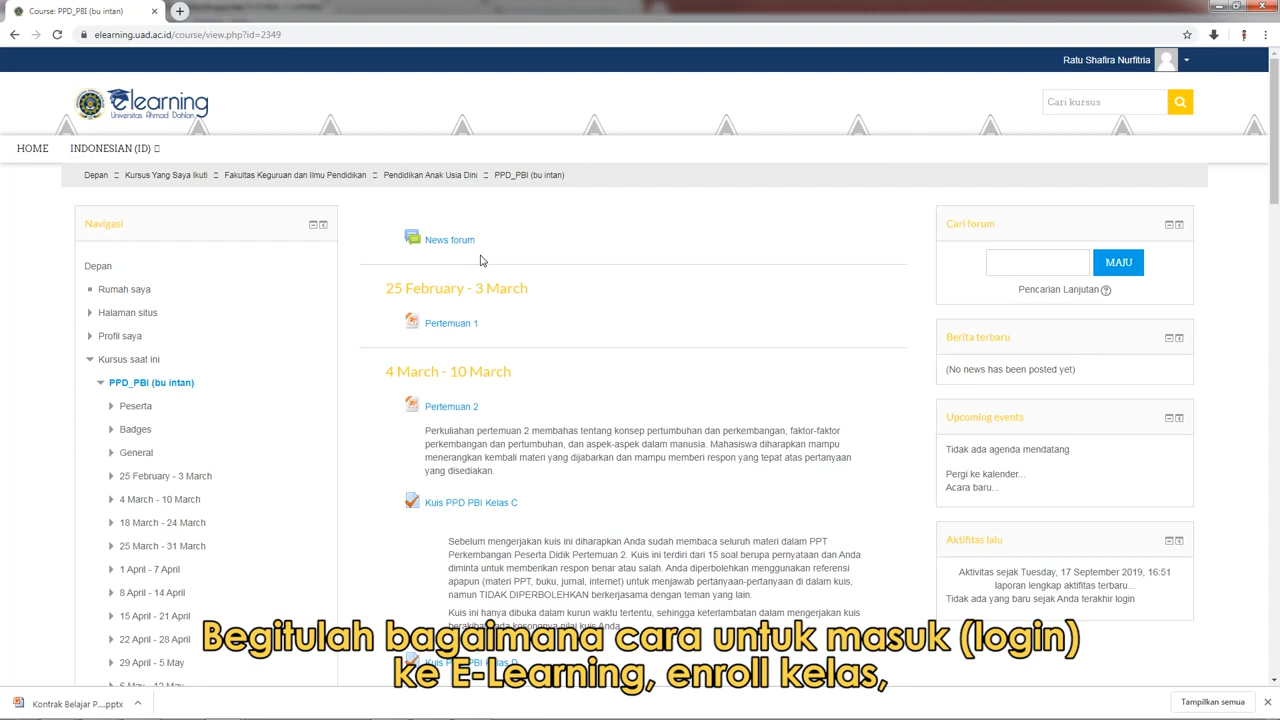 Course: PPD_PBI (bu intan)
elearning.uad.ac.id/course/view.php?id=2349
Ratu Shafira Nurfitria
elearning
Universitas Ahmad Dahlan
Cari kursus
HOME
INDONESIAN (ID)
Depan
Kursus Yang Saya Ikuti
Fakultas Keguruan dan Ilmu Pendidikan
Pendidikan Anak Usia Dini
PPD_PBI (bu intan)
Navigasi
Depan
Rumah saya
Halaman situs
Profil saya
Kursus saat ini
PPD_PBI (bu intan)
Peserta
Badges
General
25 February - 3 March
4 March - 10 March
18 March - 24 March
25 March - 31 March
1 April - 7 April
8 April - 14 April
15 April - 21 April
22 April - 28 April
29 April - 5 May
6 May - 12 May
News forum
25 February - 3 March
Pertemuan 1
4 March - 10 March
Pertemuan 2
Perkuliahan pertemuan 2 membahas tentang konsep pertumbuhan dan perkembangan, faktor-faktor
perkembangan dan pertumbuhan, dan aspek-aspek dalam manusia. Mahasiswa diharapkan mampu
menerangkan kembali materi yang dijabarkan dan mampu memberi respon yang tepat atas pertanyaan
yang disediakan.
Kuis PPD PBI Kelas C
Sebelum mengerjakan kuis ini diharapkan Anda sudah membaca seluruh materi dalam PPT
Perkembangan Peserta Didik Pertemuan 2. Kuis ini terdiri dari 15 soal berupa pernyataan dan Anda
diminta untuk memberikan respon benar atau salah. Anda diperbolehkan menggunakan referensi
apapun (materi PPT, buku, jurnal, internet) untuk menjawab pertanyaan-pertanyaan di dalam kuis,
namun TIDAK DIPERBOLEHKAN berkerjasama dengan teman yang lain.
Kuis ini hanya dibuka dalam kurun waktu tertentu, sehingga keterlambatan dalam mengerjakan kuis
Kuis PPD PBI Kelas D
Cari forum
MAJU
Pencarian Lanjutan
Berita terbaru
(No news has been posted yet)
Upcoming events
Tidak ada agenda mendatang
Pergi ke kalender...
Acara baru...
Aktifitas lalu
Aktivitas sejak Tuesday, 17 September 2019, 16:51
laporan lengkap aktifitas terbaru...
Tidak ada yang baru sejak Anda terakhir login
Begitulah bagaimana cara untuk masuk (login)
ke E-Learning, enroll kelas,
Kontrak Belajar P....pptx
Tampilkan semua